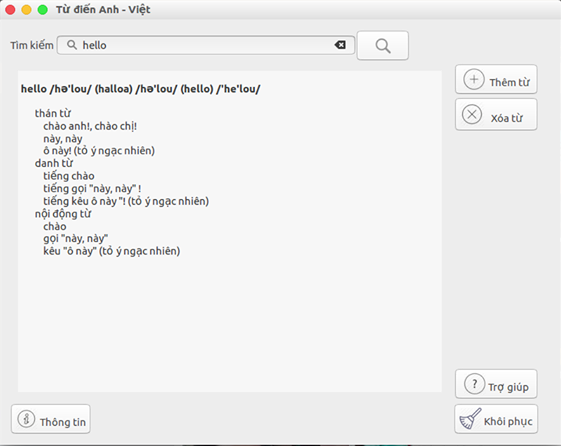 Từ điển Anh - Việt
Tìm kiếm hello
hello /hə'lou/ (halloa) /hə'lou/ (hello) /'he'lou/
thán từ
chào anh!, chào chị!
này, này
ô này! (tỏ ý ngạc nhiên)
danh từ
tiếng chào
tiếng gọi "này, này" !
tiếng kêu ô này "! (tỏ ý ngạc nhiên)
nội động từ
chào
gọi "này, này"
kêu "ô này" (tỏ ý ngạc nhiên)
Thêm từ
Xóa từ
Trợ giúp
Khôi phục
Thông tin